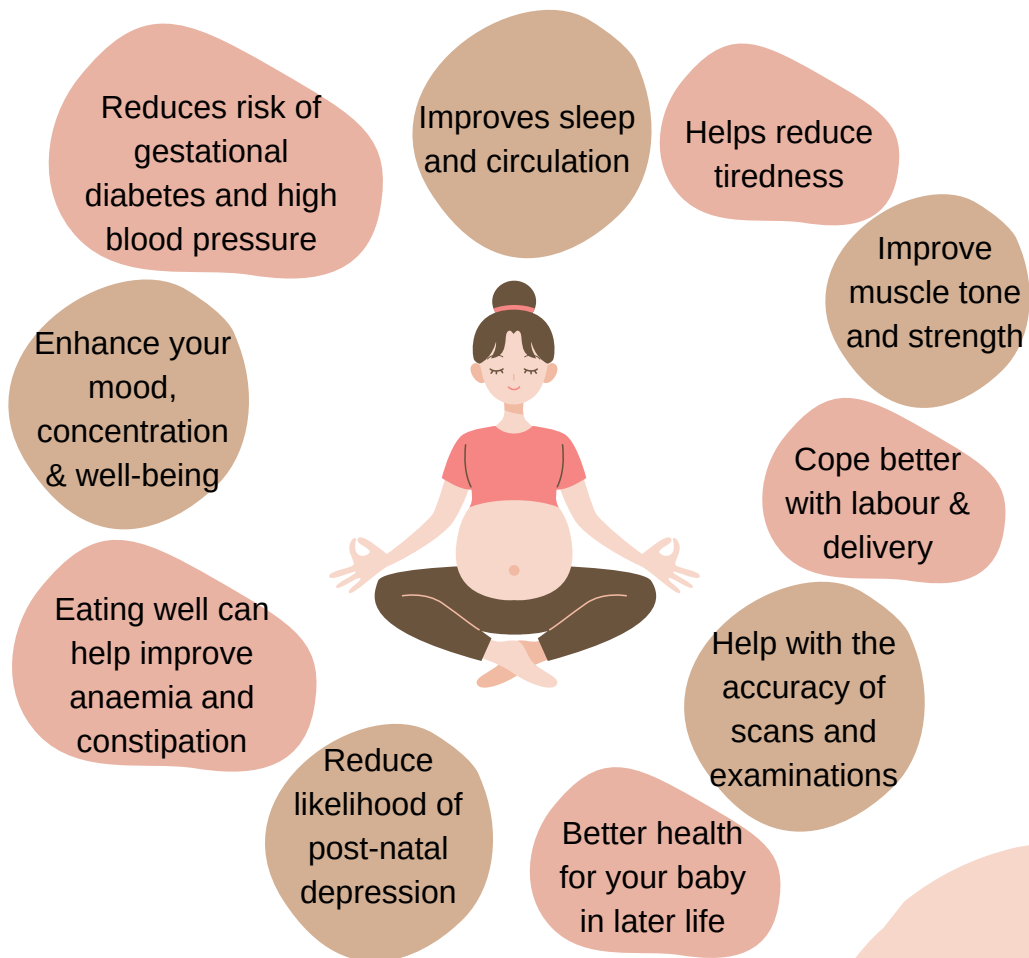 Reduces risk of
gestational
diabetes and high
blood pressure
Improves sleep
and circulation
Helps reduce
tiredness
Improve
muscle tone
and strength
Enhance your
mood,
concentration
& well-being
Cope better
with labour &
delivery
Eating well can
help improve
anaemia and
constipation
Help with the
accuracy of
scans and
examinations
Reduce
likelihood of
post-natal
depression
Better health
for your baby
in later life